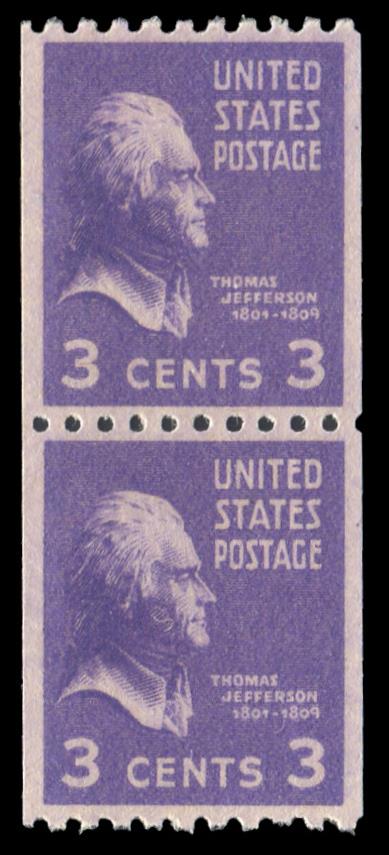 UNITED
STATES
POSTAGE
THOMAS
JEFFERSON
1801-1809
3 CENTS 3
UNITED
STATES
POSTAGE
THOMAS
JEFFERSON
1801-1809
3 CENTS 3